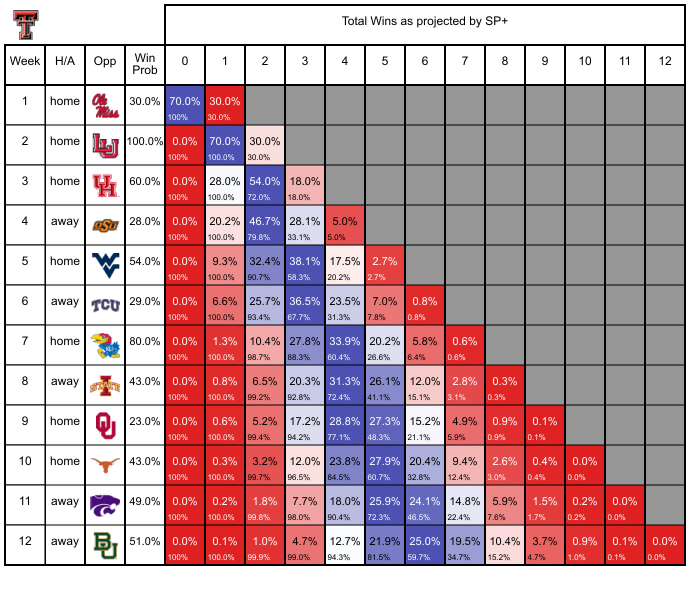 T
Total Wins as projected by SP+
Week H/A Opp Win Prob 0 1 2 3 4 5 6 7 8 9 10 11 12
1 home Ole Miss 30.0% 70.0% 30.0%
100% 30.0%
2 home LU 100.0% 0.0% 70.0% 30.0%
100% 100.0% 30.0%
3 home UH 60.0% 0.0% 28.0% 54.0% 18.0%
100% 100.0% 72.0% 18.0%
4 away OSU 28.0% 0.0% 20.2% 46.7% 28.1% 5.0%
100% 100.0% 79.8% 33.1% 5.0%
5 home WV 54.0% 0.0% 9.3% 32.4% 38.1% 17.5% 2.7%
100% 100.0% 90.7% 58.3% 20.2% 2.7%
6 away TCU 29.0% 0.0% 6.6% 25.7% 36.5% 23.5% 7.0% 0.8%
100% 100.0% 93.4% 67.7% 31.3% 7.8% 0.8%
7 home KU 80.0% 0.0% 1.3% 10.4% 27.8% 33.9% 20.2% 5.8% 0.6%
100% 100.0% 98.7% 88.3% 60.4% 26.6% 6.4% 0.6%
8 away I STATE 43.0% 0.0% 0.8% 6.5% 20.3% 31.3% 26.1% 12.0% 2.8% 0.3%
100% 100.0% 99.2% 92.8% 72.4% 41.1% 15.1% 3.1% 0.3%
9 home OU 23.0% 0.0% 0.6% 5.2% 17.2% 28.8% 27.3% 15.2% 4.9% 0.9% 0.1%
100% 100.0% 99.4% 94.2% 77.1% 48.3% 21.1% 5.9% 0.9% 0.1%
10 home 43.0% 0.0% 0.3% 3.2% 12.0% 23.8% 27.9% 20.4% 9.4% 2.6% 0.4% 0.0%
100% 100.0% 99.7% 96.5% 84.5% 60.7% 32.8% 12.4% 3.0% 0.4% 0.0%
11 away 49.0% 0.0% 0.2% 1.8% 7.7% 18.0% 25.9% 24.1% 14.8% 5.9% 1.5% 0.2% 0.0%
100% 100.0% 99.8% 98.0% 90.4% 72.3% 46.5% 22.4% 7.6% 1.7% 0.2% 0.0%
12 away BU 51.0% 0.0% 0.1% 1.0% 4.7% 12.7% 21.9% 25.0% 19.5% 10.4% 3.7% 0.9% 0.1% 0.0%
100% 100.0% 99.9% 99.0% 94.3% 81.5% 59.7% 34.7% 15.2% 4.7% 1.0% 0.1% 0.0%